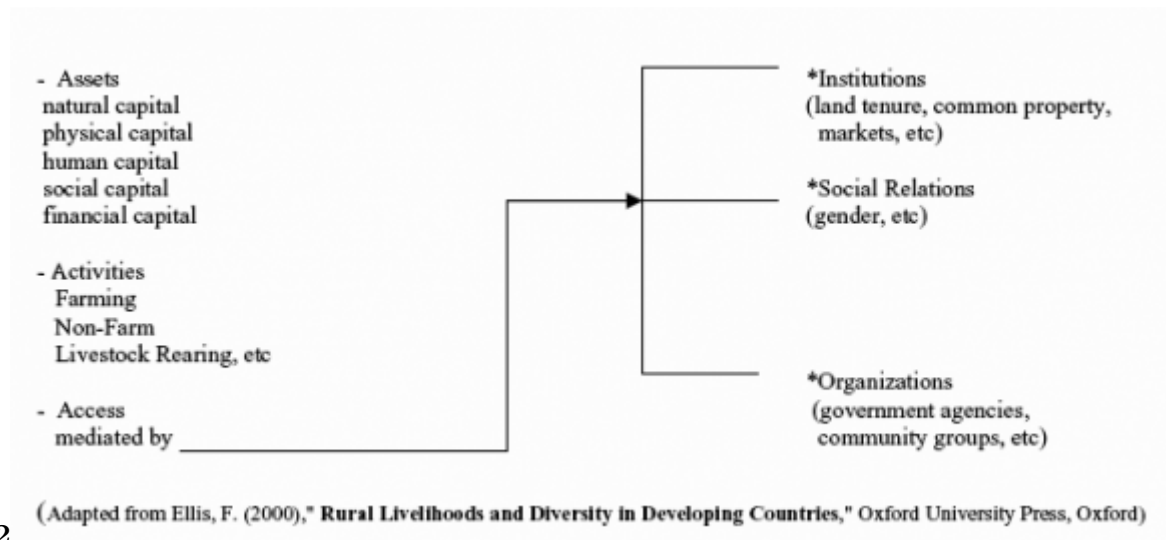 - Assets
natural capital
physical capital
human capital
social capital
financial capital
- Activities
Farming
Non-Farm
Livestock Rearing, etc
- Access
mediated by
*Institutions
(land tenure, common property,
markets, etc)
*Social Relations
(gender, etc)
*Organizations
(government agencies,
community groups, etc)
2
(Adapted from Ellis, F. (2000)," Rural Livelihoods and Diversity in Developing Countries," Oxford University Press, Oxford)